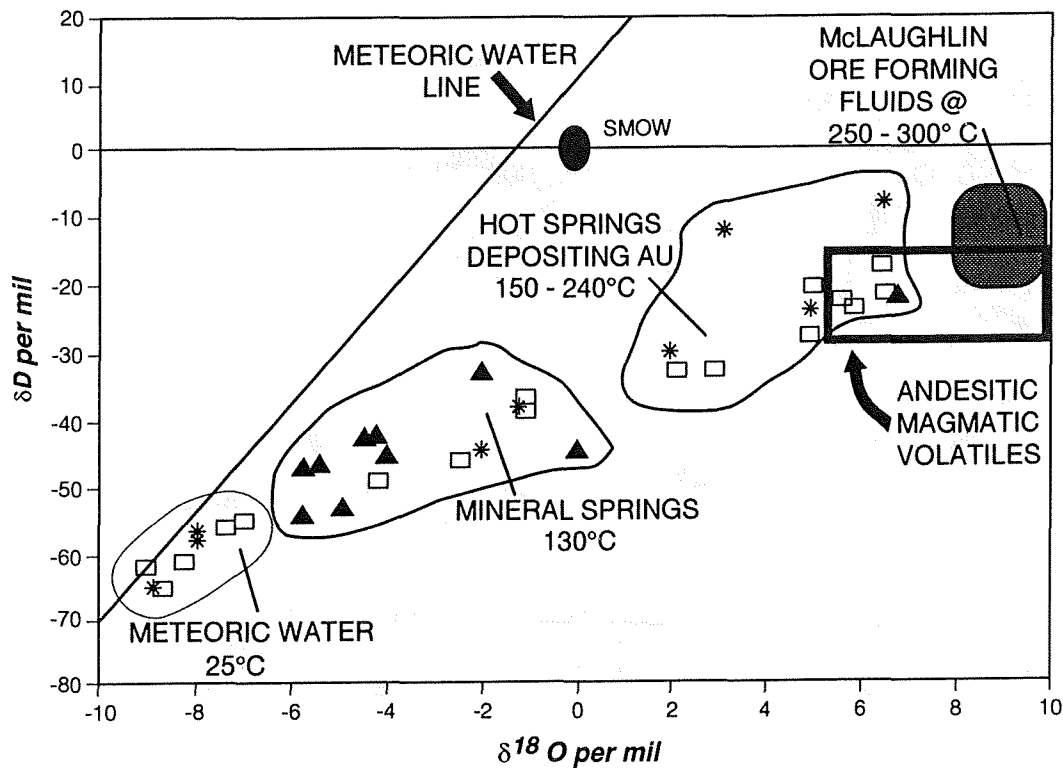 20
10
0
-10
-20
-30
-40
-50
-60
-70
-80
δD per mil
METEORIC WATER
LINE
SMOW
McLAUGHLIN
ORE FORMING
FLUIDS @
250 - 300° C
HOT SPRINGS
DEPOSITING AU
150 - 240°C
ANDESITIC
MAGMATIC
VOLATILES
MINERAL SPRINGS
130°C
METEORIC WATER
25°C
-10 -8 -6 -4 -2 0 2 4 6 8 10
δ18 O per mil